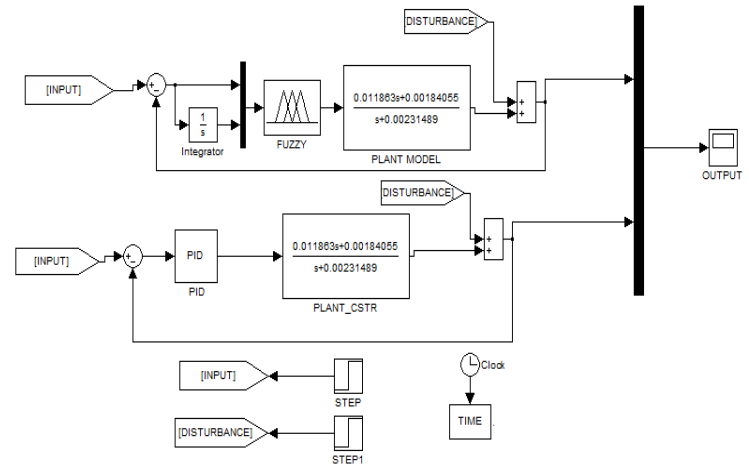 DISTURBANCE]
[INPUT]
+
−
1
s
Integrator
FUZZY
0.011863s+0.00184055
s+0.00231489
PLANT MODEL
+
+
OUTPUT
DISTURBANCE]
[INPUT]
+
−
PID
PID
0.011863s+0.00184055
s+0.00231489
PLANT_CSTR
+
+
[INPUT]
STEP
Clock
[DISTURBANCE]
STEP1
TIME